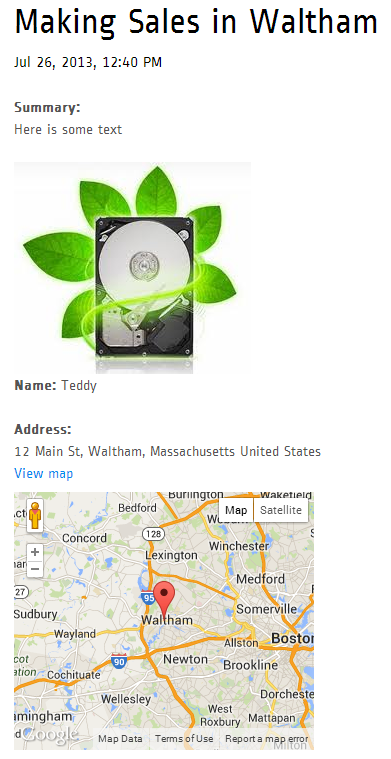 Making Sales in Waltham
Jul 26, 2013, 12:40 PM
Summary:
Here is some text
Name: Teddy
Address:
12 Main St, Waltham, Massachusetts United States
View map
Burlington
Wakefield
Bedford
Map
Satellite
128
Concord
Winchester
+
Lexington
−
Medford
27
95
Sudbury
Somerville
Waltham
Wayland
Allston
Boston
90
Newton
Brookline
Cochituate
Dorcheste
Wellesley
West
Roxbury
Mattapan
mingham
Google
Map Data
Terms of Use
Report a map error
Milton